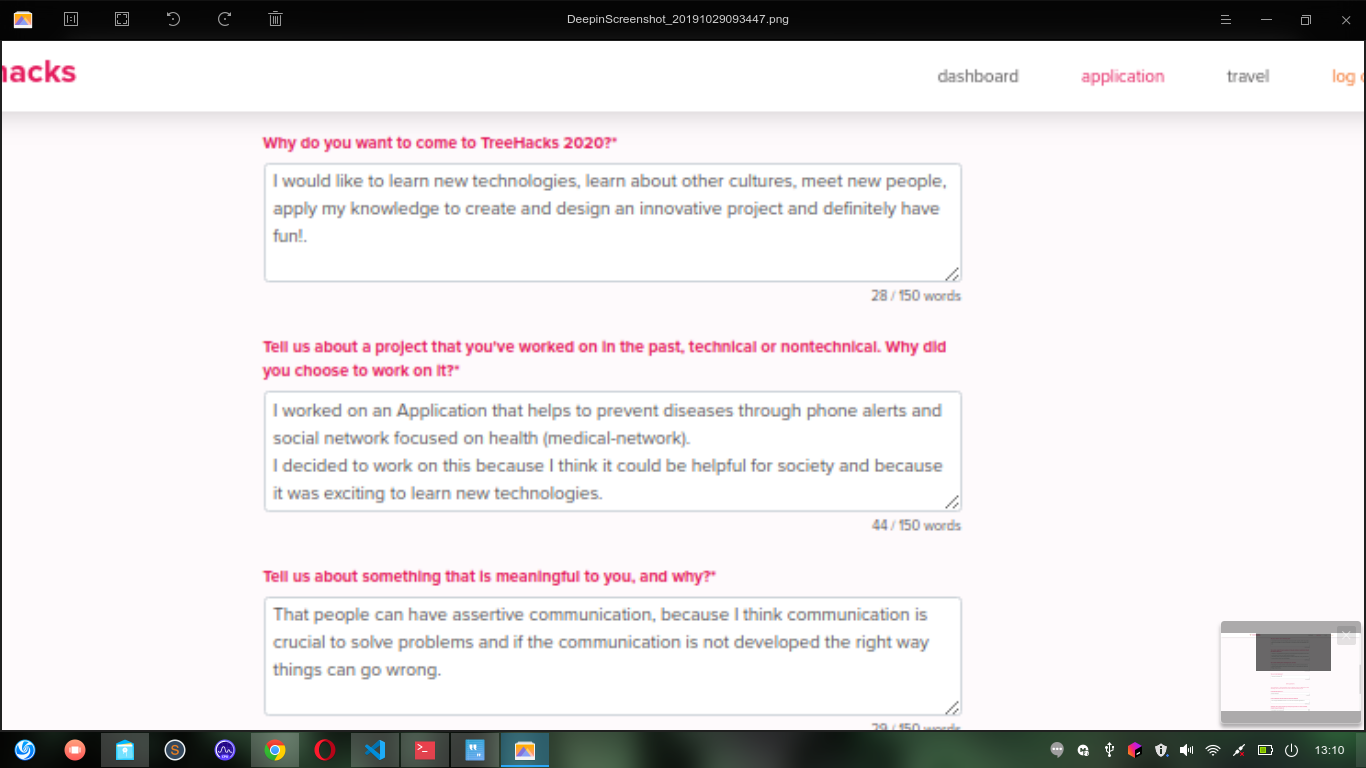 DeepinScreenshot_20191029093447.png
hacks
dashboard application travel log
Why do you want to come to TreeHacks 2020?*
I would like to learn new technologies, learn about other cultures, meet new people,
apply my knowledge to create and design an innovative project and definitely have
fun!.
28 / 150 words
Tell us about a project that you've worked on in the past, technical or nontechnical. Why did
you choose to work on it?*
I worked on an Application that helps to prevent diseases through phone alerts and
social network focused on health (medical-network).
I decided to work on this because I think it could be helpful for society and because
it was exciting to learn new technologies.
44 / 150 words
Tell us about something that is meaningful to you, and why?*
That people can have assertive communication, because I think communication is
crucial to solve problems and if the communication is not developed the right way
things can go wrong.
29 / 150 words
13:10